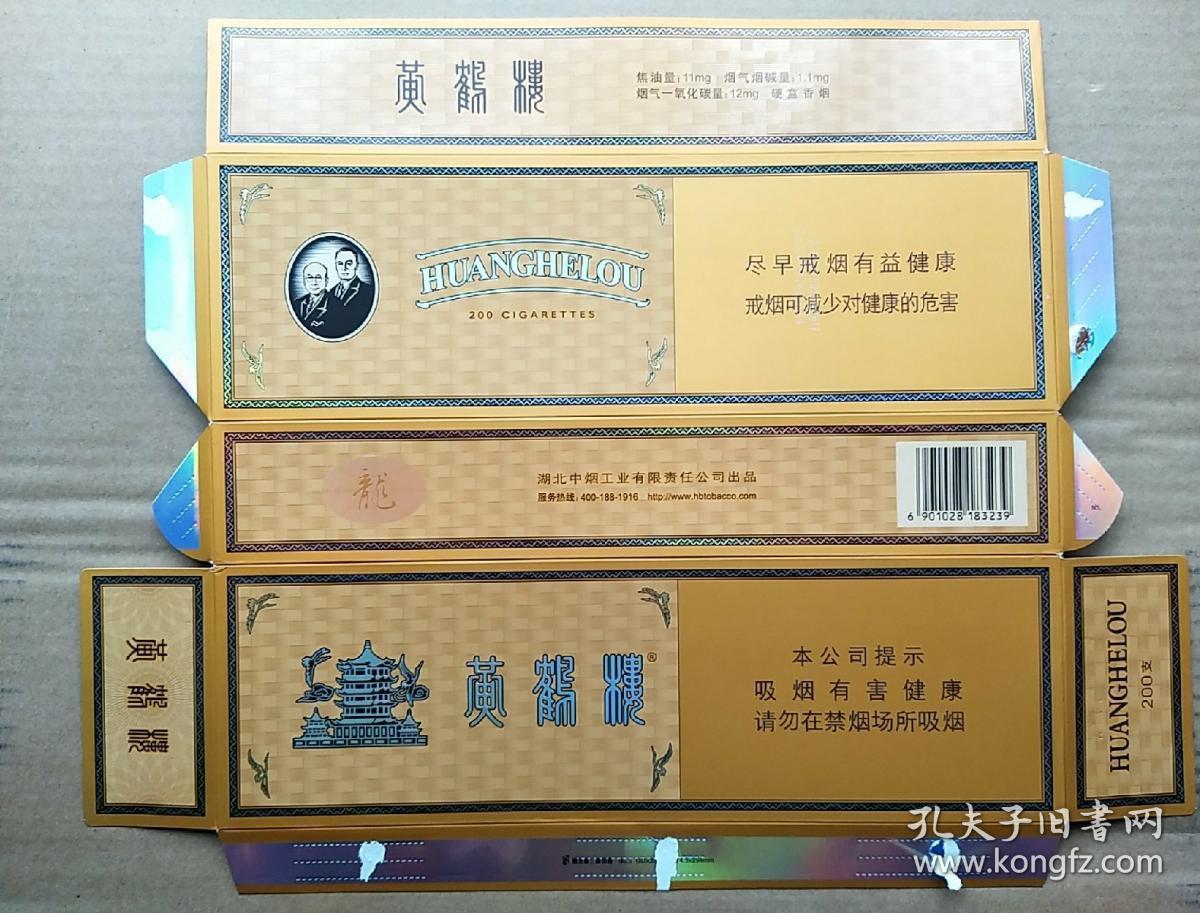 黄鹤楼
焦油量:11mg 烟气烟碱量:1.1mg
烟气一氧化碳量:12mg 硬盒香烟
HUANGHELOU
200 CIGARETTES
尽早戒烟有益健康
戒烟可减少对健康的危害
龍
湖北中烟工业有限责任公司出品
服务热线:400-188-1916 http://www.hbtobacco.com
6 901028 183239
黄鹤楼
黄鹤楼®
本公司提示
吸烟有害健康
请勿在禁烟场所吸烟
HUANGHELOU
200支
孔夫子旧書网
www.kongfz.com